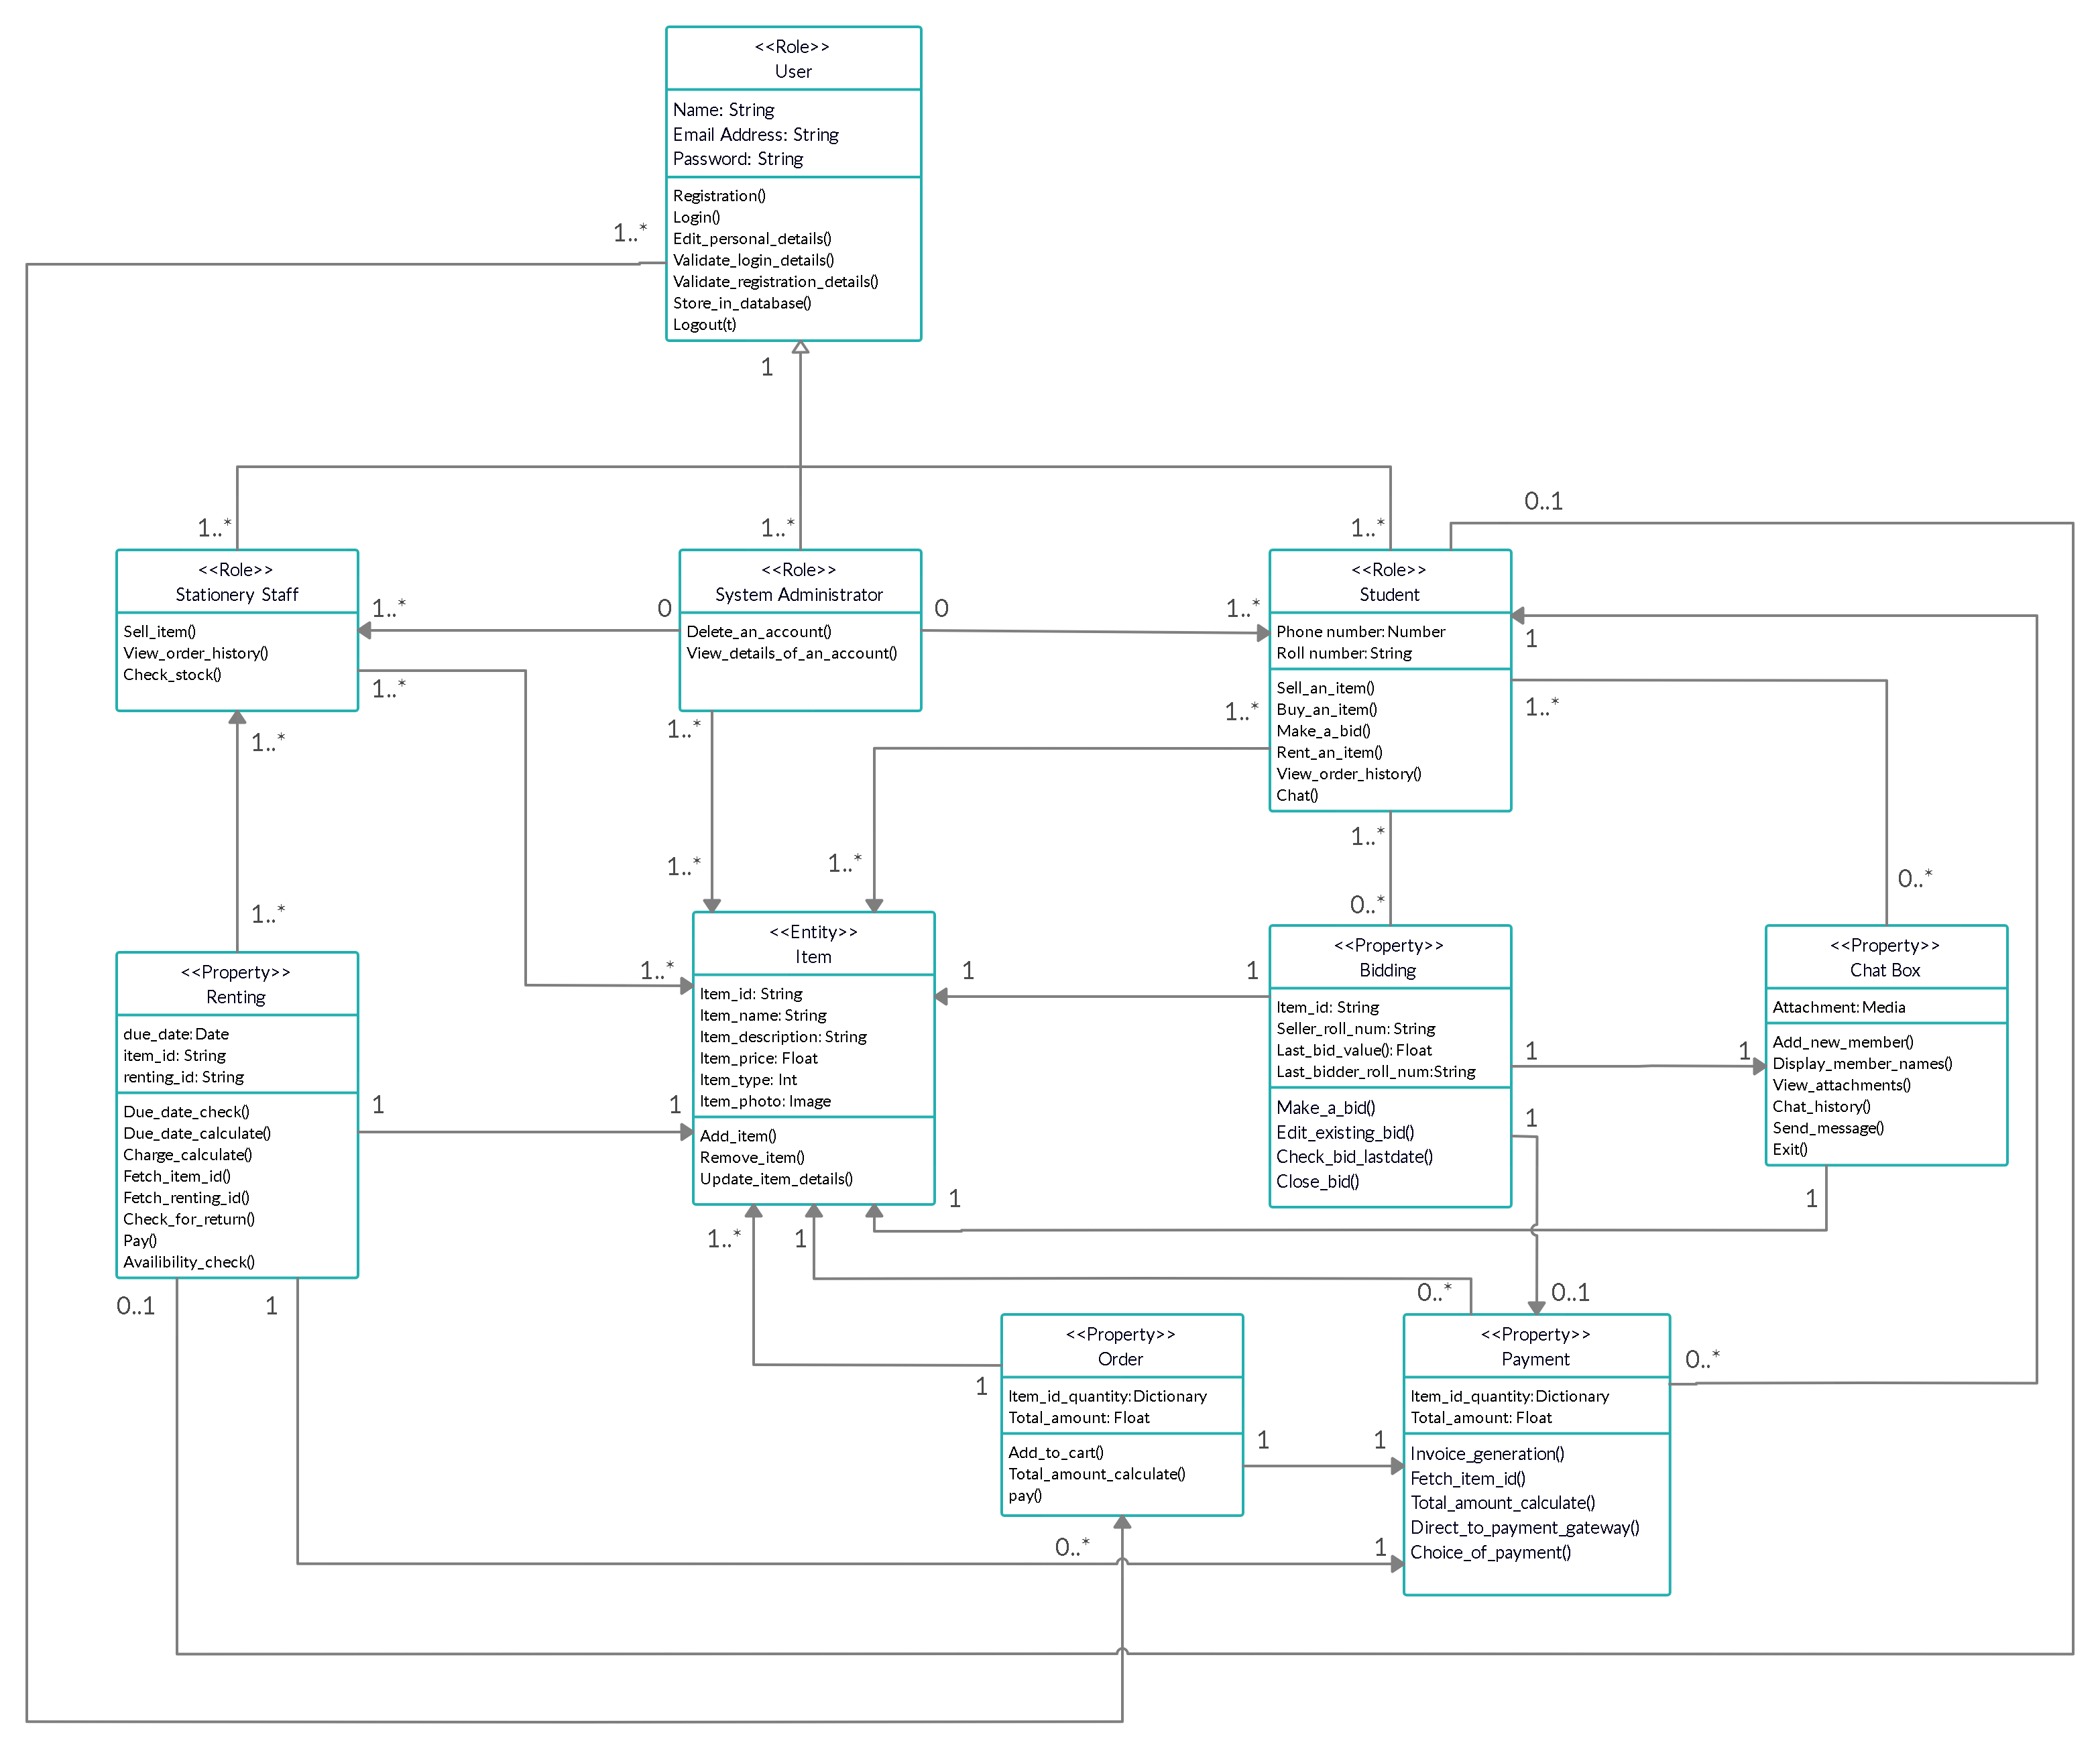 <<Role>>
User
Name: String
Email Address: String
Password: String
Registration()
Login()
Edit_personal_details()
Validate_login_details()
Validate_registration_details()
Store_in_database()
Logout(t)
1..*
1
1..*
1..*
1..*
0..1
<<Role>>
Stationery Staff
Sell_item()
View_order_history()
Check_stock()
1..*
0
<<Role>>
System Administrator
Delete_an_account()
View_details_of_an_account()
0
1..*
<<Role>>
Student
Phone number: Number
Roll number: String
Sell_an_item()
Buy_an_item()
Make_a_bid()
Rent_an_item()
View_order_history()
Chat()
1
1..*
1..*
1..*
1..*
1..*
1..*
1..*
1..*
0..*
1..*
1..*
0..*
1..*
<<Property>>
Renting
due_date: Date
item_id: String
renting_id: String
Due_date_check()
Due_date_calculate()
Charge_calculate()
Fetch_item_id()
Fetch_renting_id()
Check_for_return()
Pay()
Availibility_check()
1
1
<<Entity>>
Item
Item_id: String
Item_name: String
Item_description: String
Item_price: Float
Item_type: Int
Item_photo: Image
Add_item()
Remove_item()
Update_item_details()
1
1
<<Property>>
Bidding
Item_id: String
Seller_roll_num: String
Last_bid_value(): Float
Last_bidder_roll_num:String
Make_a_bid()
Edit_existing_bid()
Check_bid_lastdate()
Close_bid()
1
1
1
<<Property>>
Chat Box
Attachment: Media
Add_new_member()
Display_member_names()
View_attachments()
Chat_history()
Send_message()
Exit()
1
1
1..*
1
0..1
1
0..*
0..1
<<Property>>
Order
Item_id_quantity: Dictionary
Total_amount: Float
Add_to_cart()
Total_amount_calculate()
pay()
1
1
1
<<Property>>
Payment
Item_id_quantity: Dictionary
Total_amount: Float
Invoice_generation()
Fetch_item_id()
Total_amount_calculate()
Direct_to_payment_gateway()
Choice_of_payment()
0..*
0..*
1